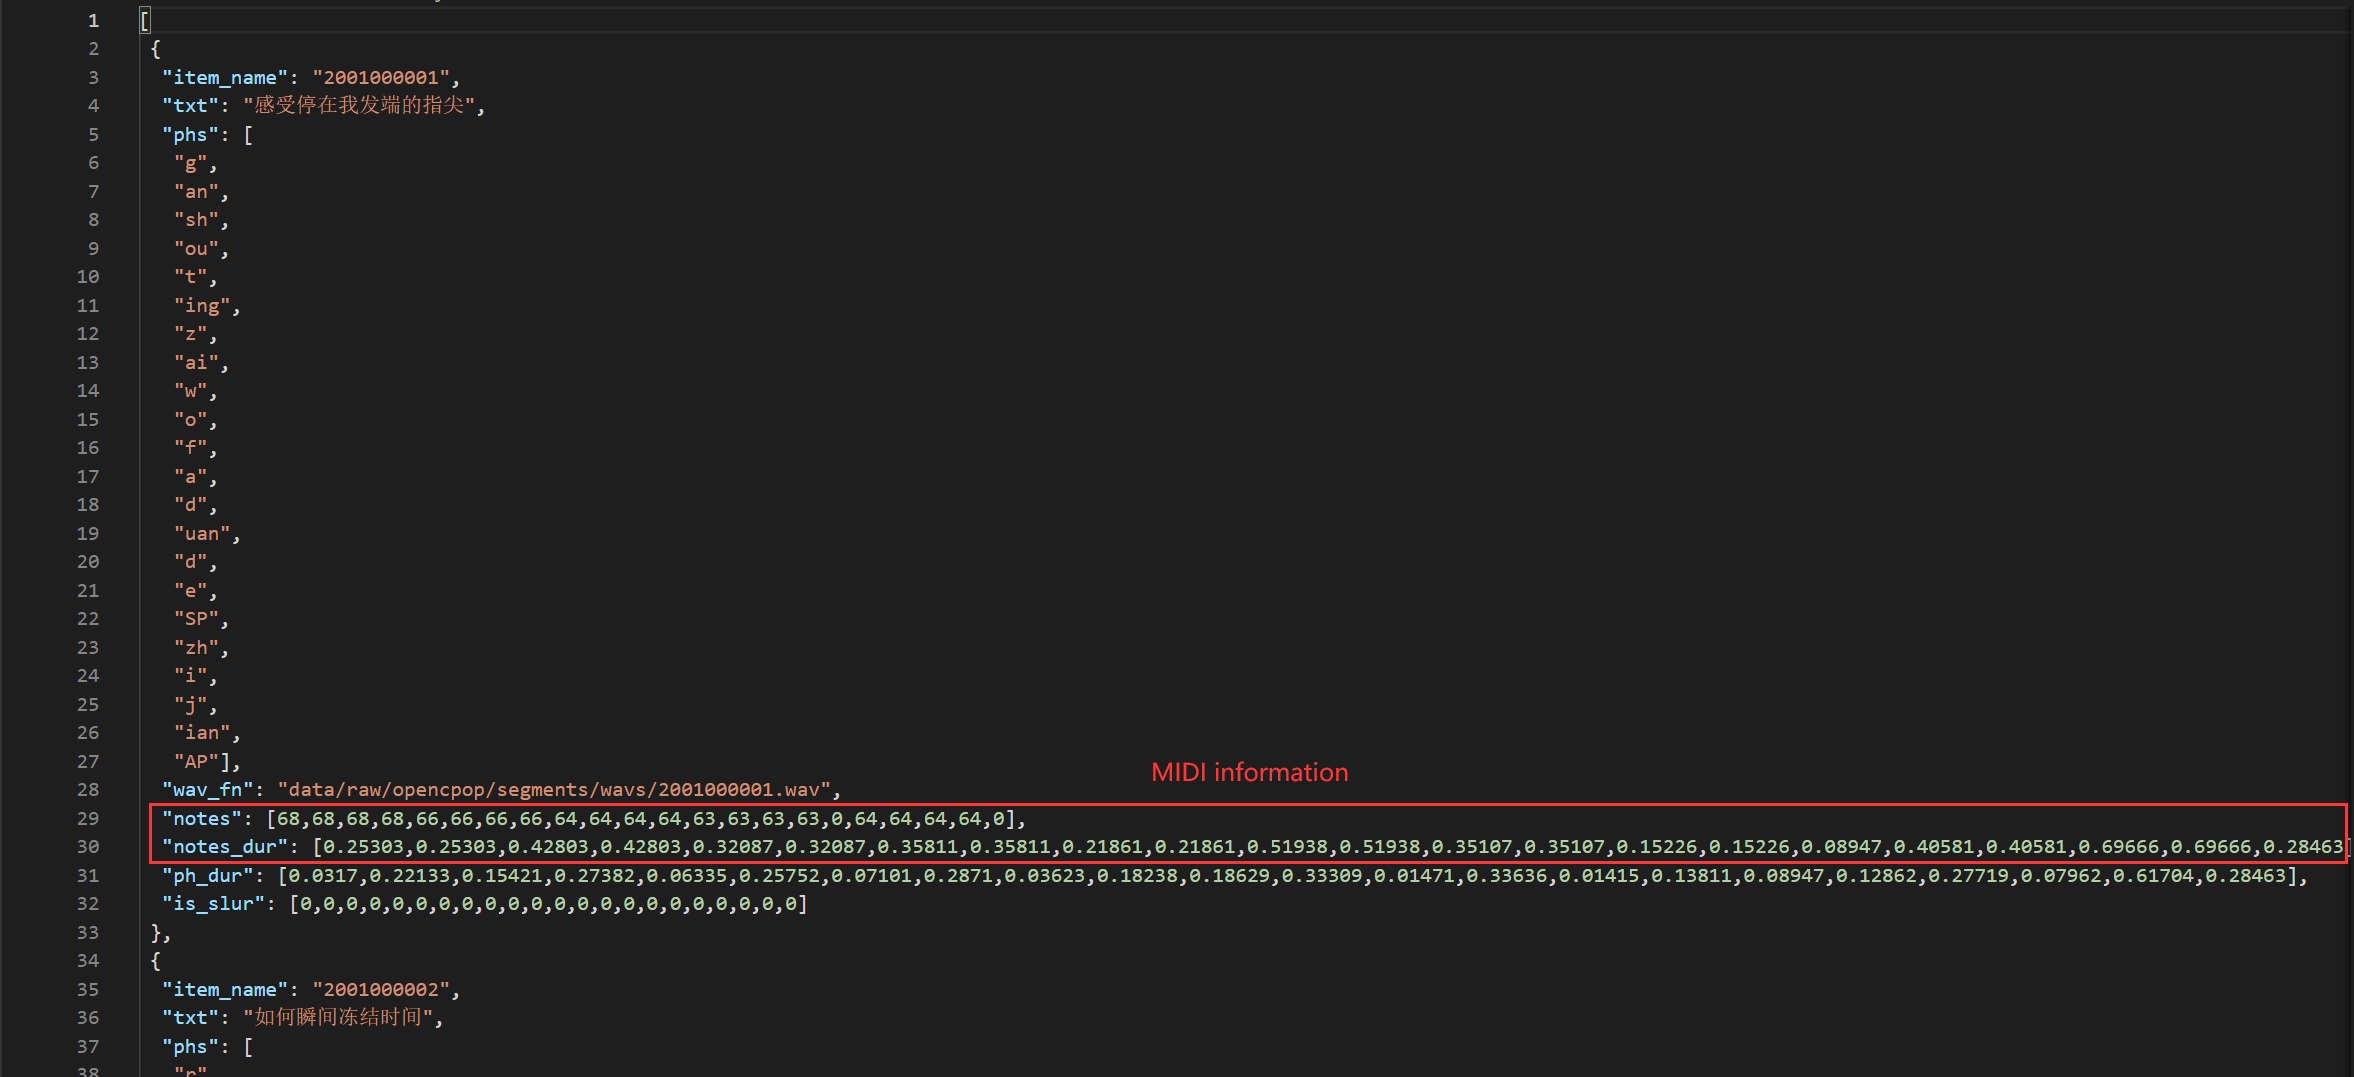 1 [
2 {
3 "item_name": "2001000001",
4 "txt": "感受停在我发端的指尖",
5 "phs": [
6 "g",
7 "an",
8 "sh",
9 "ou",
10 "t",
11 "ing",
12 "z",
13 "ai",
14 "w",
15 "o",
16 "f",
17 "a",
18 "d",
19 "uan",
20 "d",
21 "e",
22 "SP",
23 "zh",
24 "i",
25 "j",
26 "ian",
27 "AP"],
MIDI information
28 "wav_fn": "data/raw/opencpop/segments/wavs/2001000001.wav",
29 "notes": [68,68,68,68,66,66,66,66,64,64,64,64,63,63,63,63,0,64,64,64,64,0],
30 "notes_dur": [0.25303,0.25303,0.42803,0.42803,0.32087,0.32087,0.35811,0.35811,0.21861,0.21861,0.51938,0.51938,0.35107,0.35107,0.15226,0.15226,0.08947,0.40581,0.40581,0.69666,0.69666,0.28463]
31 "ph_dur": [0.0317,0.22133,0.15421,0.27382,0.06335,0.25752,0.07101,0.2871,0.03623,0.18238,0.18629,0.33309,0.01471,0.33636,0.01415,0.13811,0.08947,0.12862,0.27719,0.07962,0.61704,0.28463],
32 "is_slur": [0,0,0,0,0,0,0,0,0,0,0,0,0,0,0,0,0,0,0,0,0,0]
33 },
34 {
35 "item_name": "2001000002",
36 "txt": "如何瞬间冻结时间",
37 "phs": [
38 "r"